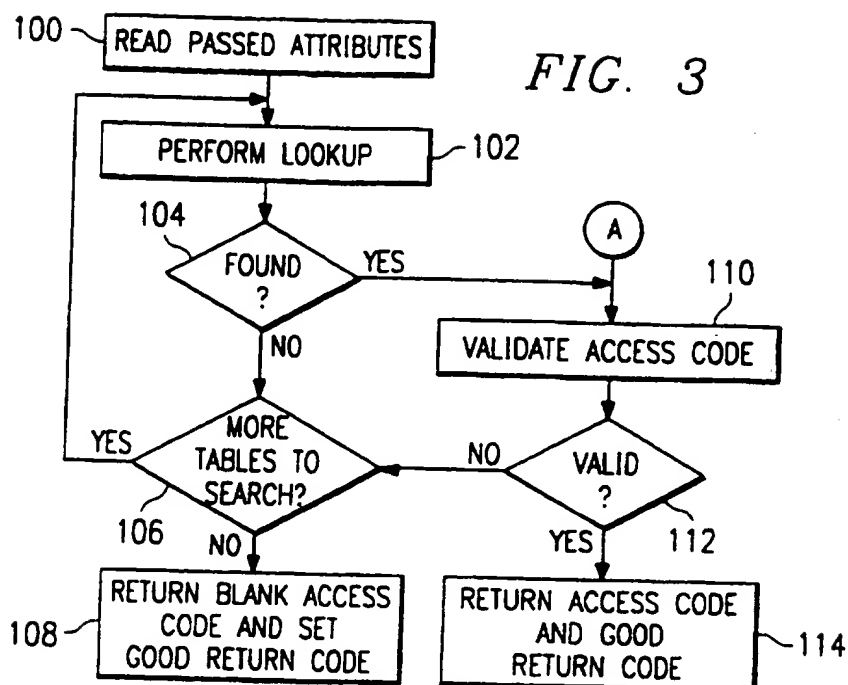 100
READ PASSED ATTRIBUTES
FIG. 3
PERFORM LOOKUP
102
104
FOUND
?
YES
NO
A
110
VALIDATE ACCESS CODE
YES
MORE
TABLES TO
SEARCH?
106
NO
NO
VALID
?
112
YES
108
RETURN BLANK ACCESS
CODE AND SET
GOOD RETURN CODE
RETURN ACCESS CODE
AND GOOD
RETURN CODE
114